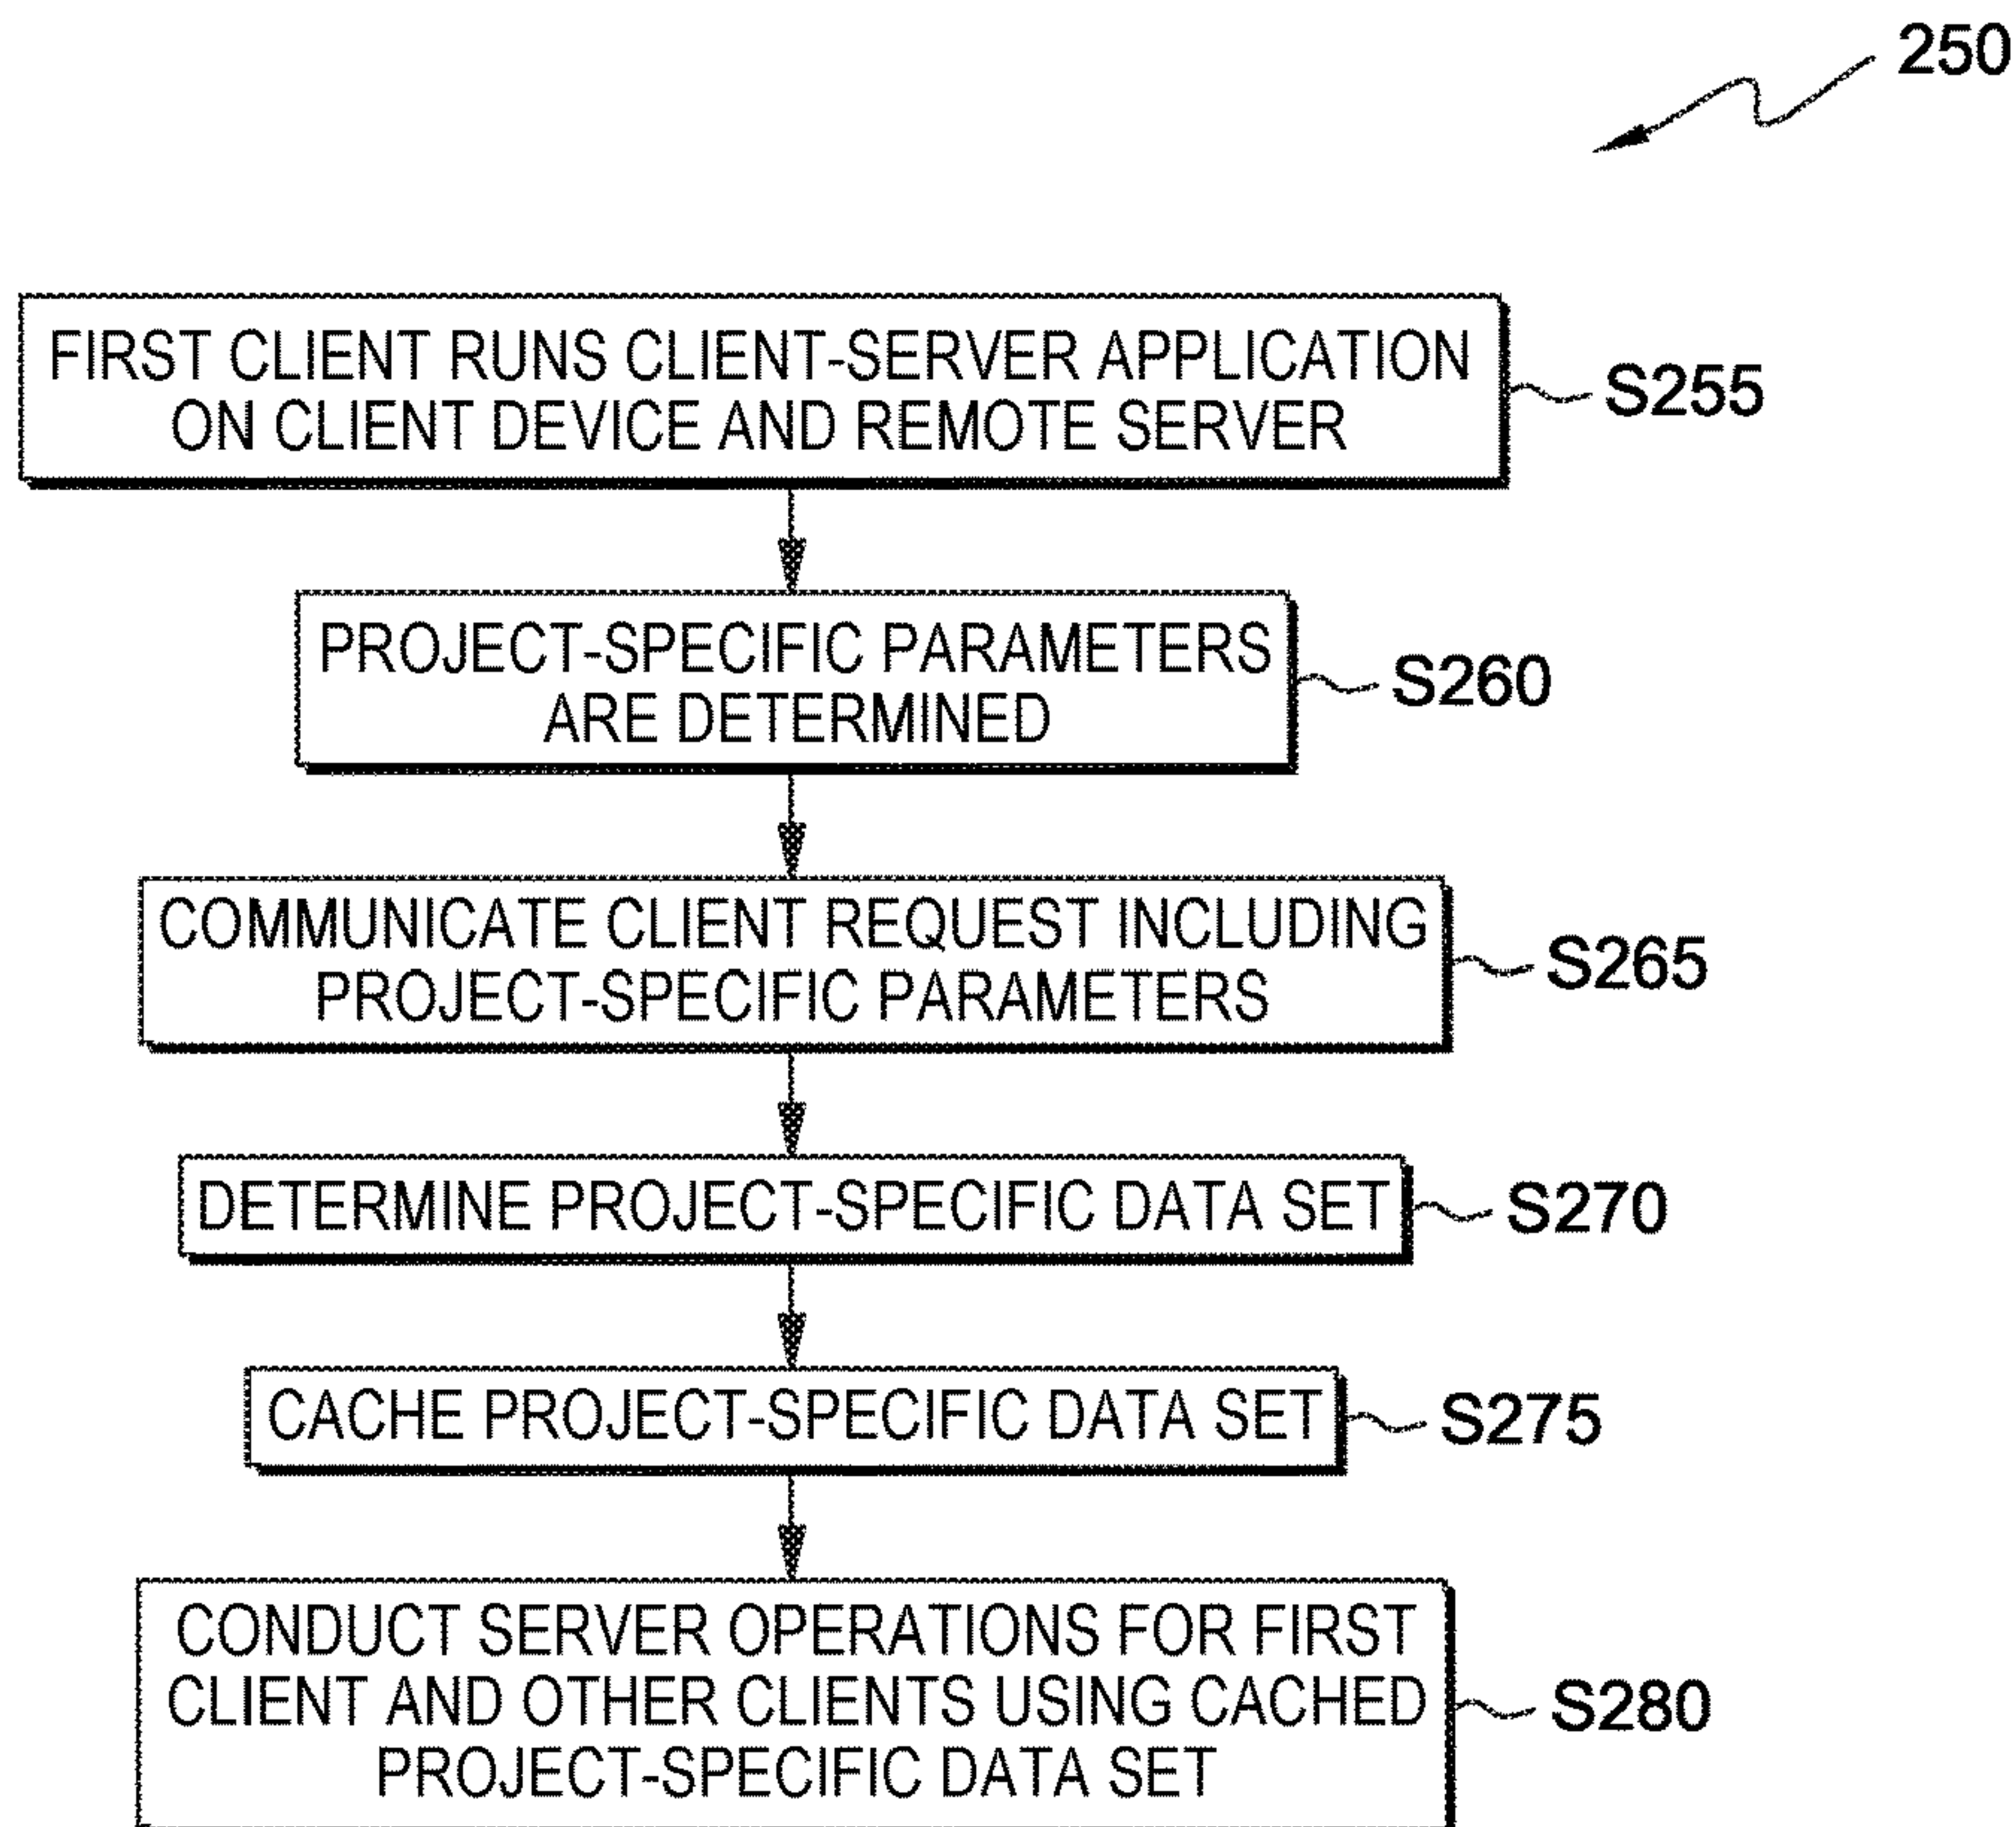 250
FIRST CLIENT RUNS CLIENT-SERVER APPLICATION
ON CLIENT DEVICE AND REMOTE SERVER
S255
PROJECT-SPECIFIC PARAMETERS
ARE DETERMINED
S260
COMMUNICATE CLIENT REQUEST INCLUDING
PROJECT-SPECIFIC PARAMETERS
S265
DETERMINE PROJECT-SPECIFIC DATA SET
S270
CACHE PROJECT-SPECIFIC DATA SET
S275
CONDUCT SERVER OPERATIONS FOR FIRST
CLIENT AND OTHER CLIENTS USING CACHED
PROJECT-SPECIFIC DATA SET
S280